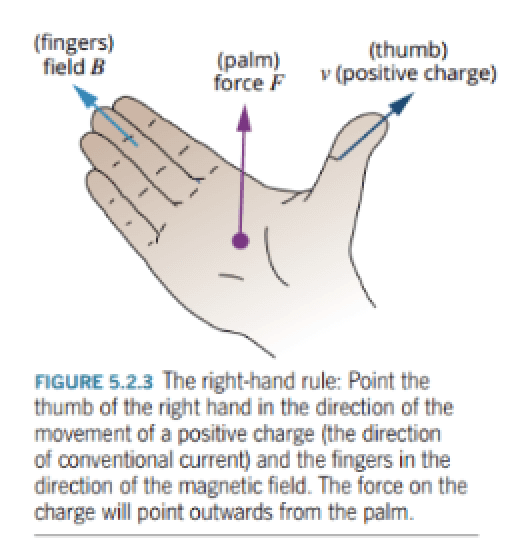 (fingers)
field B
(palm)
force F
(thumb)
v (positive charge)
FIGURE 5.2.3 The right-hand rule: Point the
thumb of the right hand in the direction of the
movement of a positive charge (the direction
of conventional current) and the fingers in the
direction of the magnetic field. The force on the
charge will point outwards from the palm.